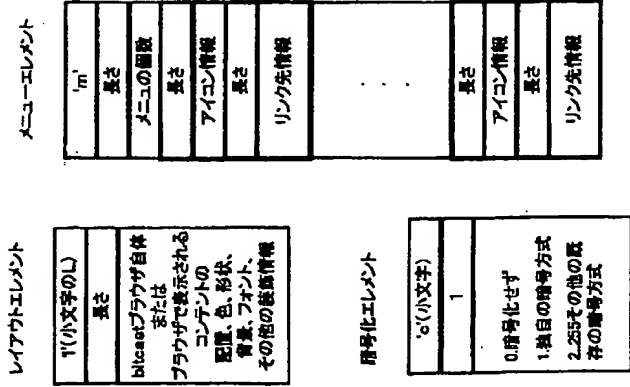 レイアウトエレメント
'l'(小文字のL)
長さ
bitcastブラウザ自体
または
ブラウザで表示される
コンテントの
配置、色、形状、
背景、フォント、
その他の装飾情報
暗号化エレメント
'c'(小文字)
1
0.暗号化せず
1.独自の暗号方式
2..255その他の既
存の暗号方式
メニューエレメント
'm'
長さ
メニュの個数
長さ
アイコン情報
長さ
リンク先情報
. . .
長さ
アイコン情報
長さ
リンク先情報